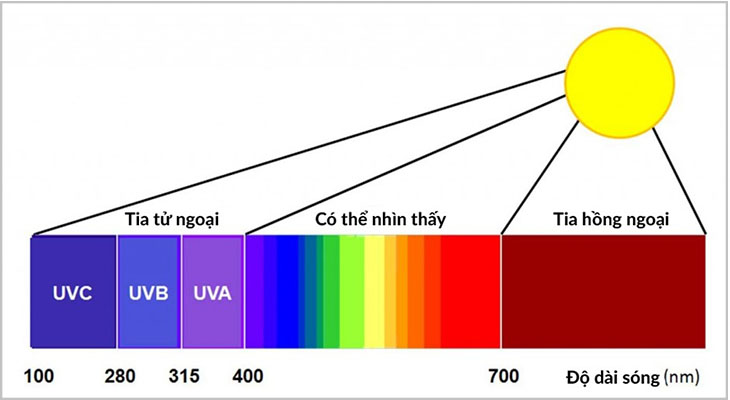 Tia tử ngoại Có thể nhìn thấy Tia hồng ngoại
UVC UVB UVA
100 280 315 400 700 Độ dài sóng (nm)